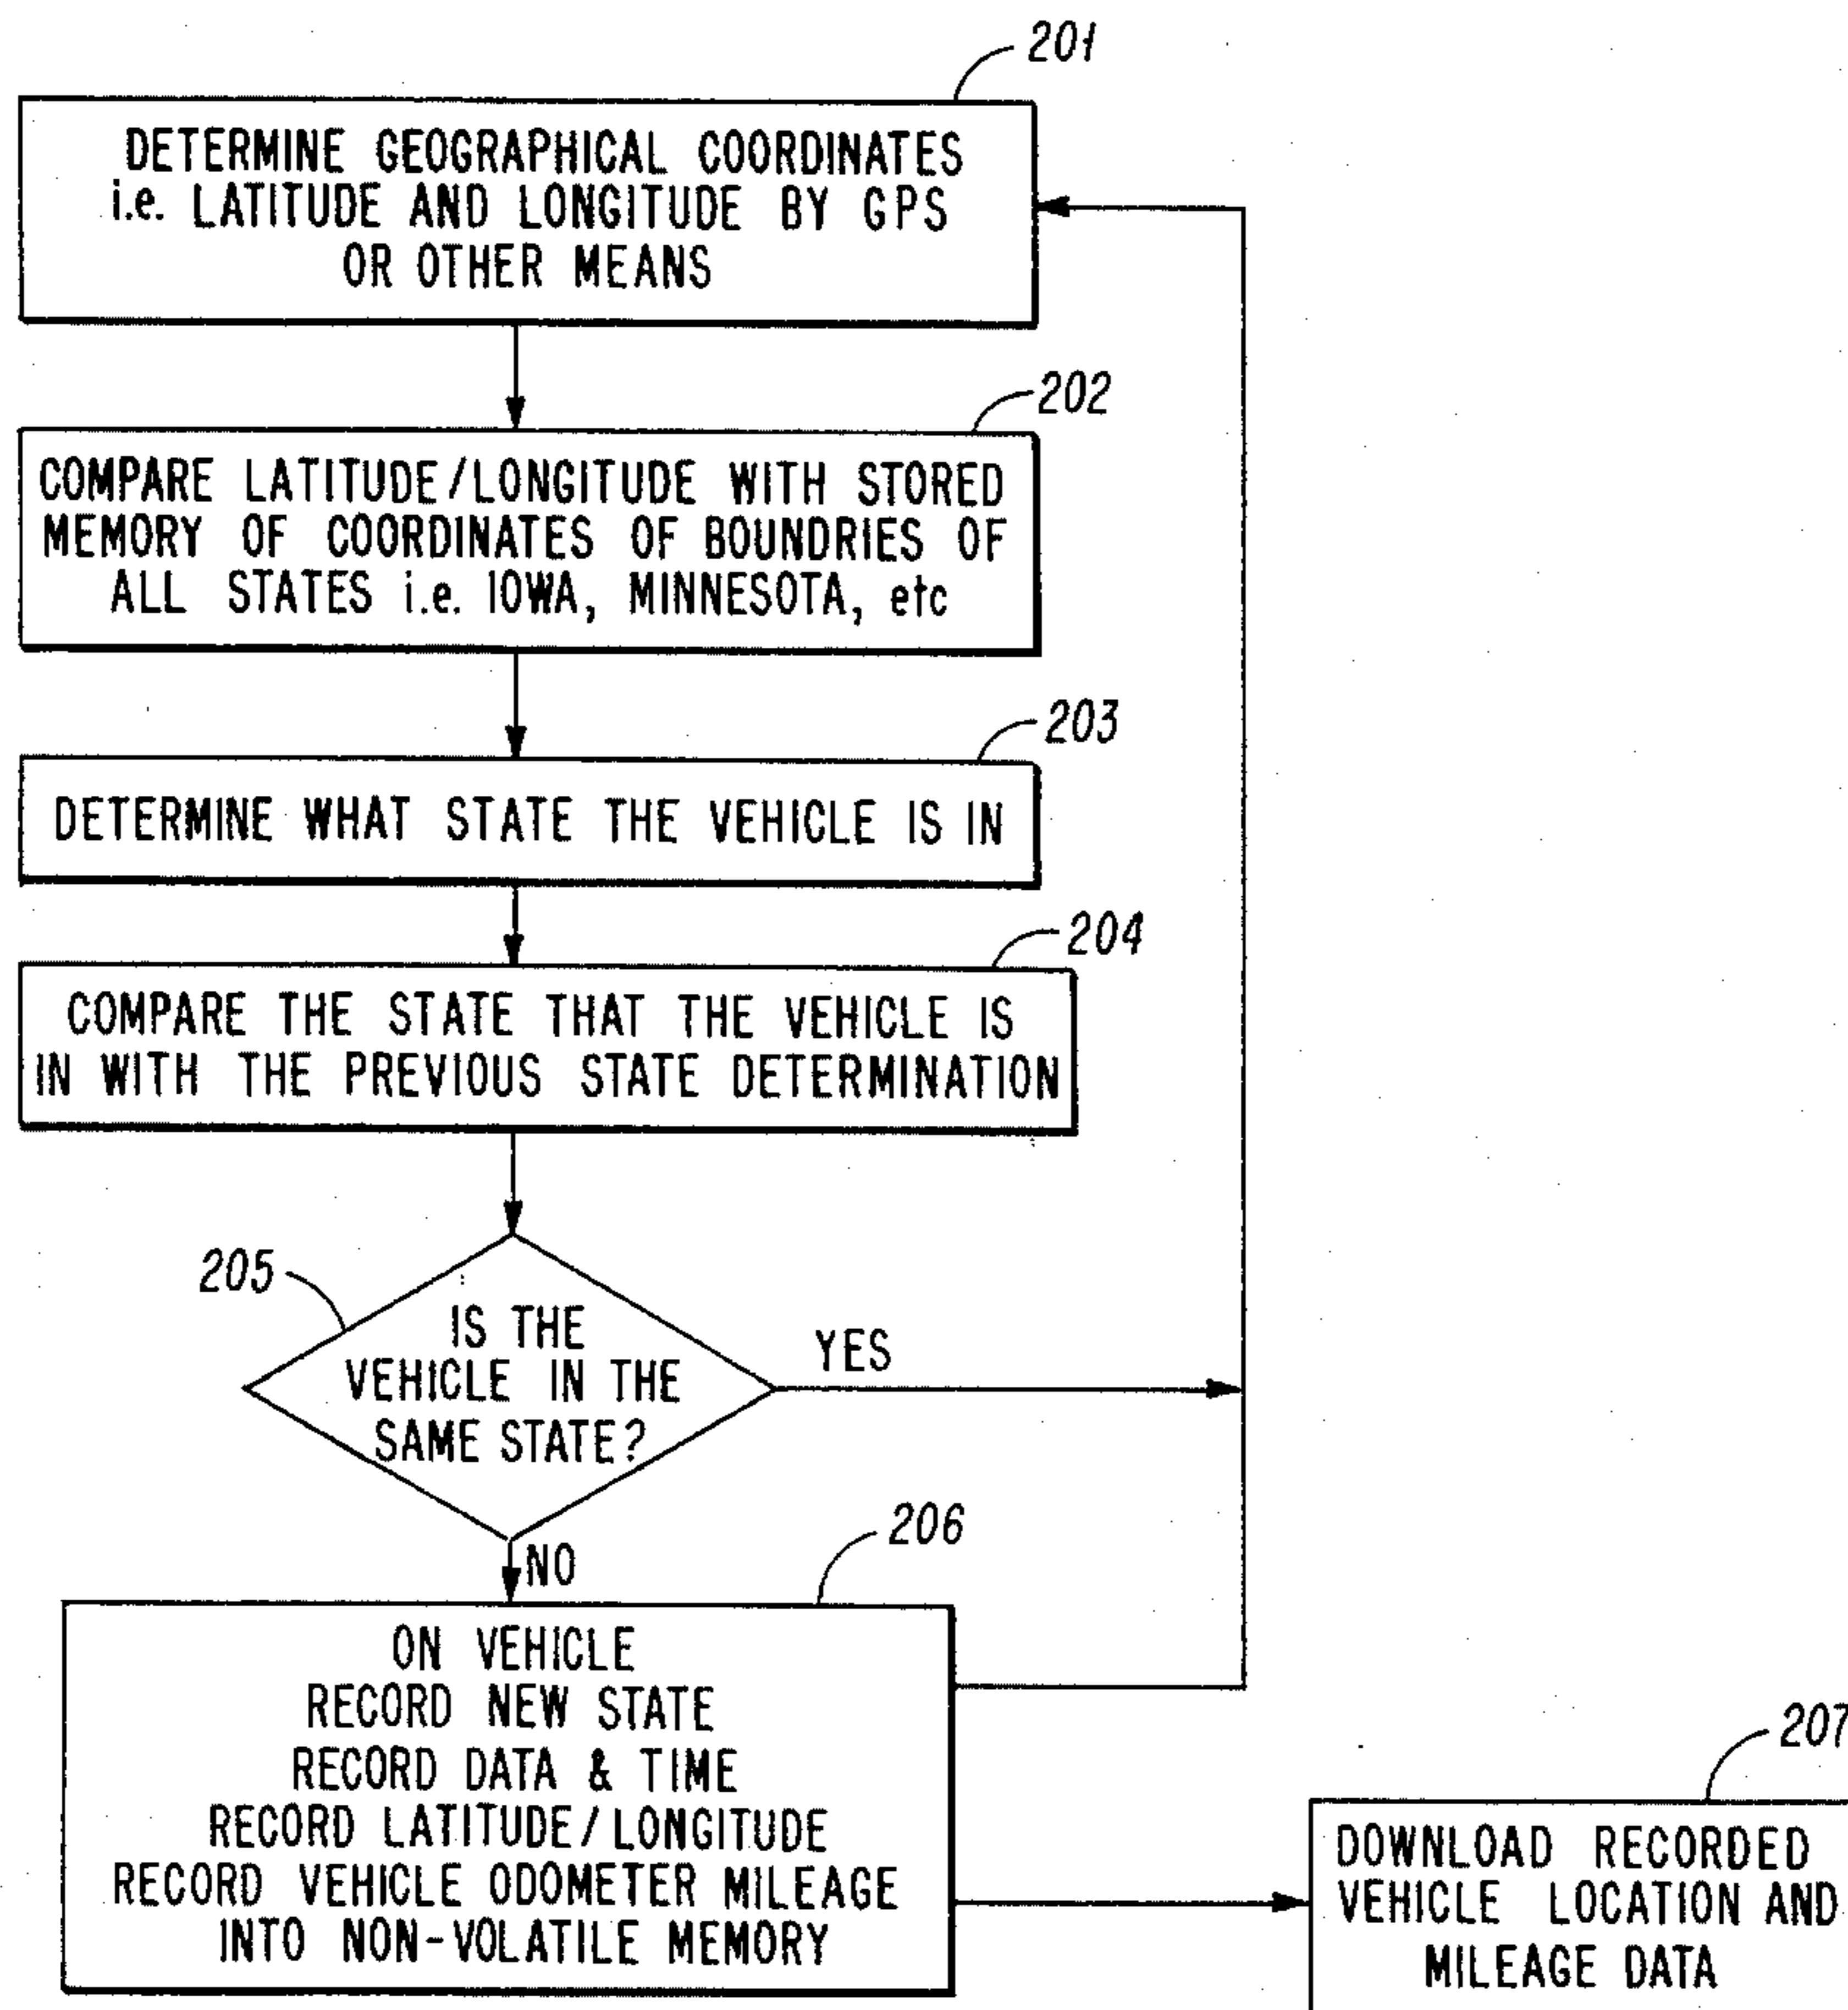 201
DETERMINE GEOGRAPHICAL COORDINATES
i.e. LATITUDE AND LONGITUDE BY GPS
OR OTHER MEANS
202
COMPARE LATITUDE/LONGITUDE WITH STORED
MEMORY OF COORDINATES OF BOUNDRIES OF
ALL STATES i.e. IOWA, MINNESOTA, etc
203
DETERMINE WHAT STATE THE VEHICLE IS IN
204
COMPARE THE STATE THAT THE VEHICLE IS
IN WITH THE PREVIOUS STATE DETERMINATION
205
IS THE
VEHICLE IN THE
SAME STATE?
YES
NO
206
ON VEHICLE
RECORD NEW STATE
RECORD DATA & TIME
RECORD LATITUDE/LONGITUDE
RECORD VEHICLE ODOMETER MILEAGE
INTO NON-VOLATILE MEMORY
207
DOWNLOAD RECORDED
VEHICLE LOCATION AND
MILEAGE DATA